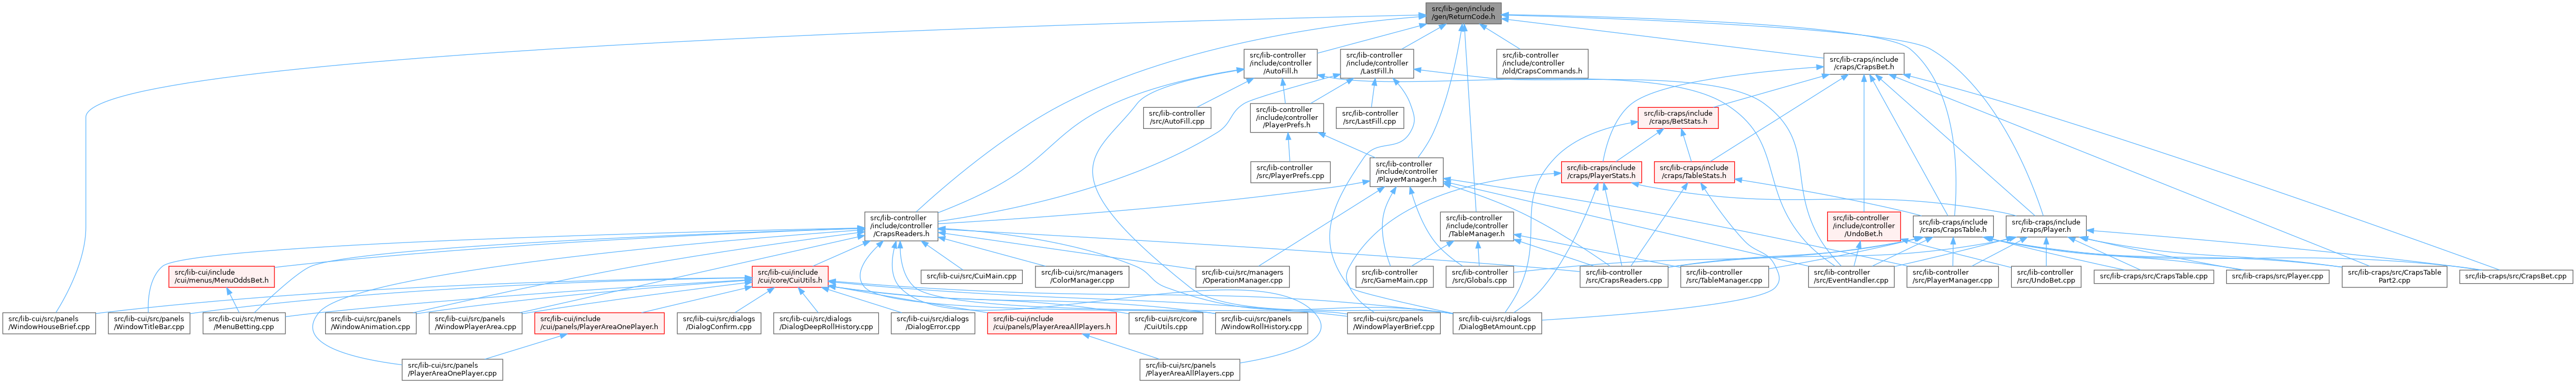 src/lib-gen/include
/gen/ReturnCode.h
src/lib-controller
/include/controller
/AutoFill.h
src/lib-controller
/include/controller
/LastFill.h
src/lib-controller
/include/controller
/old/CrapsCommands.h
src/lib-craps/include
/craps/CrapsBet.h
src/lib-controller
/src/AutoFill.cpp
src/lib-controller
/include/controller
/PlayerPrefs.h
src/lib-controller
/src/LastFill.cpp
src/lib-craps/include
/craps/BetStats.h
src/lib-controller
/src/PlayerPrefs.cpp
src/lib-controller
/include/controller
/PlayerManager.h
src/lib-craps/include
/craps/PlayerStats.h
src/lib-craps/include
/craps/TableStats.h
src/lib-controller
/include/controller
/CrapsReaders.h
src/lib-controller
/include/controller
/TableManager.h
src/lib-controller
/include/controller
/UndoBet.h
src/lib-craps/include
/craps/CrapsTable.h
src/lib-craps/include
/craps/Player.h
src/lib-cui/include
/cui/menus/MenuOddsBet.h
src/lib-cui/include
/cui/core/CuiUtils.h
src/lib-cui/src/CuiMain.cpp
src/lib-cui/src/managers
/ColorManager.cpp
src/lib-cui/src/managers
/OperationManager.cpp
src/lib-controller
/src/GameMain.cpp
src/lib-controller
/src/Globals.cpp
src/lib-controller
/src/CrapsReaders.cpp
src/lib-controller
/src/TableManager.cpp
src/lib-controller
/src/EventHandler.cpp
src/lib-controller
/src/PlayerManager.cpp
src/lib-controller
/src/UndoBet.cpp
src/lib-craps/src/CrapsTable.cpp
src/lib-craps/src/Player.cpp
src/lib-craps/src/CrapsTable
Part2.cpp
src/lib-craps/src/CrapsBet.cpp
src/lib-cui/src/panels
/WindowHouseBrief.cpp
src/lib-cui/src/panels
/WindowTitleBar.cpp
src/lib-cui/src/menus
/MenuBetting.cpp
src/lib-cui/src/panels
/WindowAnimation.cpp
src/lib-cui/src/panels
/WindowPlayerArea.cpp
src/lib-cui/include
/cui/panels/PlayerAreaOnePlayer.h
src/lib-cui/src/dialogs
/DialogConfirm.cpp
src/lib-cui/src/dialogs
/DialogDeepRollHistory.cpp
src/lib-cui/src/dialogs
/DialogError.cpp
src/lib-cui/include
/cui/panels/PlayerAreaAllPlayers.h
src/lib-cui/src/core
/CuiUtils.cpp
src/lib-cui/src/panels
/WindowRollHistory.cpp
src/lib-cui/src/panels
/WindowPlayerBrief.cpp
src/lib-cui/src/dialogs
/DialogBetAmount.cpp
src/lib-cui/src/panels
/PlayerAreaOnePlayer.cpp
src/lib-cui/src/panels
/PlayerAreaAllPlayers.cpp